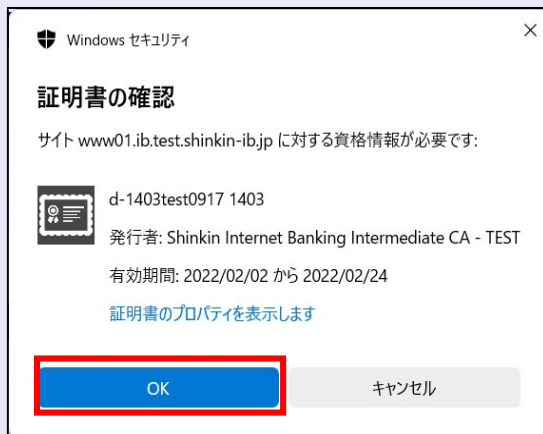 Windows セキュリティ
証明書の確認
サイト www01.ib.test.shinkin-ib.jp に対する資格情報が必要です:
d-1403test0917 1403
発行者: Shinkin Internet Banking Intermediate CA - TEST
有効期間: 2022/02/02 から 2022/02/24
証明書のプロパティを表示します
OK
キャンセル